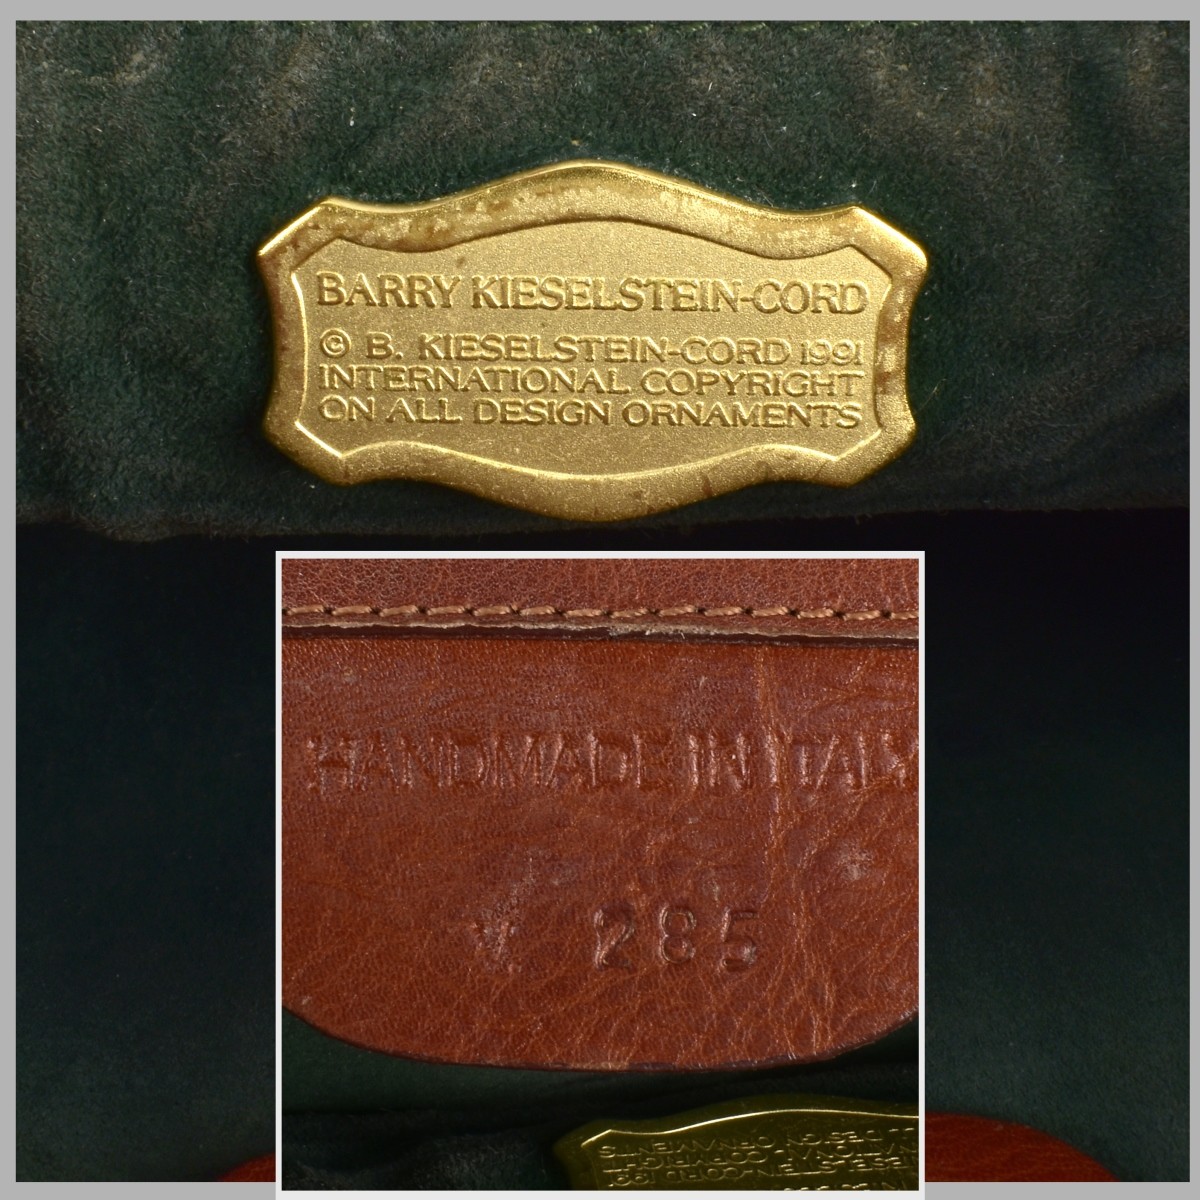 BARRY KIESELSTEIN-CORD
© B. KIESELSTEIN-CORD 1991
INTERNATIONAL COPYRIGHT
ON ALL DESIGN ORNAMENTS
HANDMADE IN ITALY
285